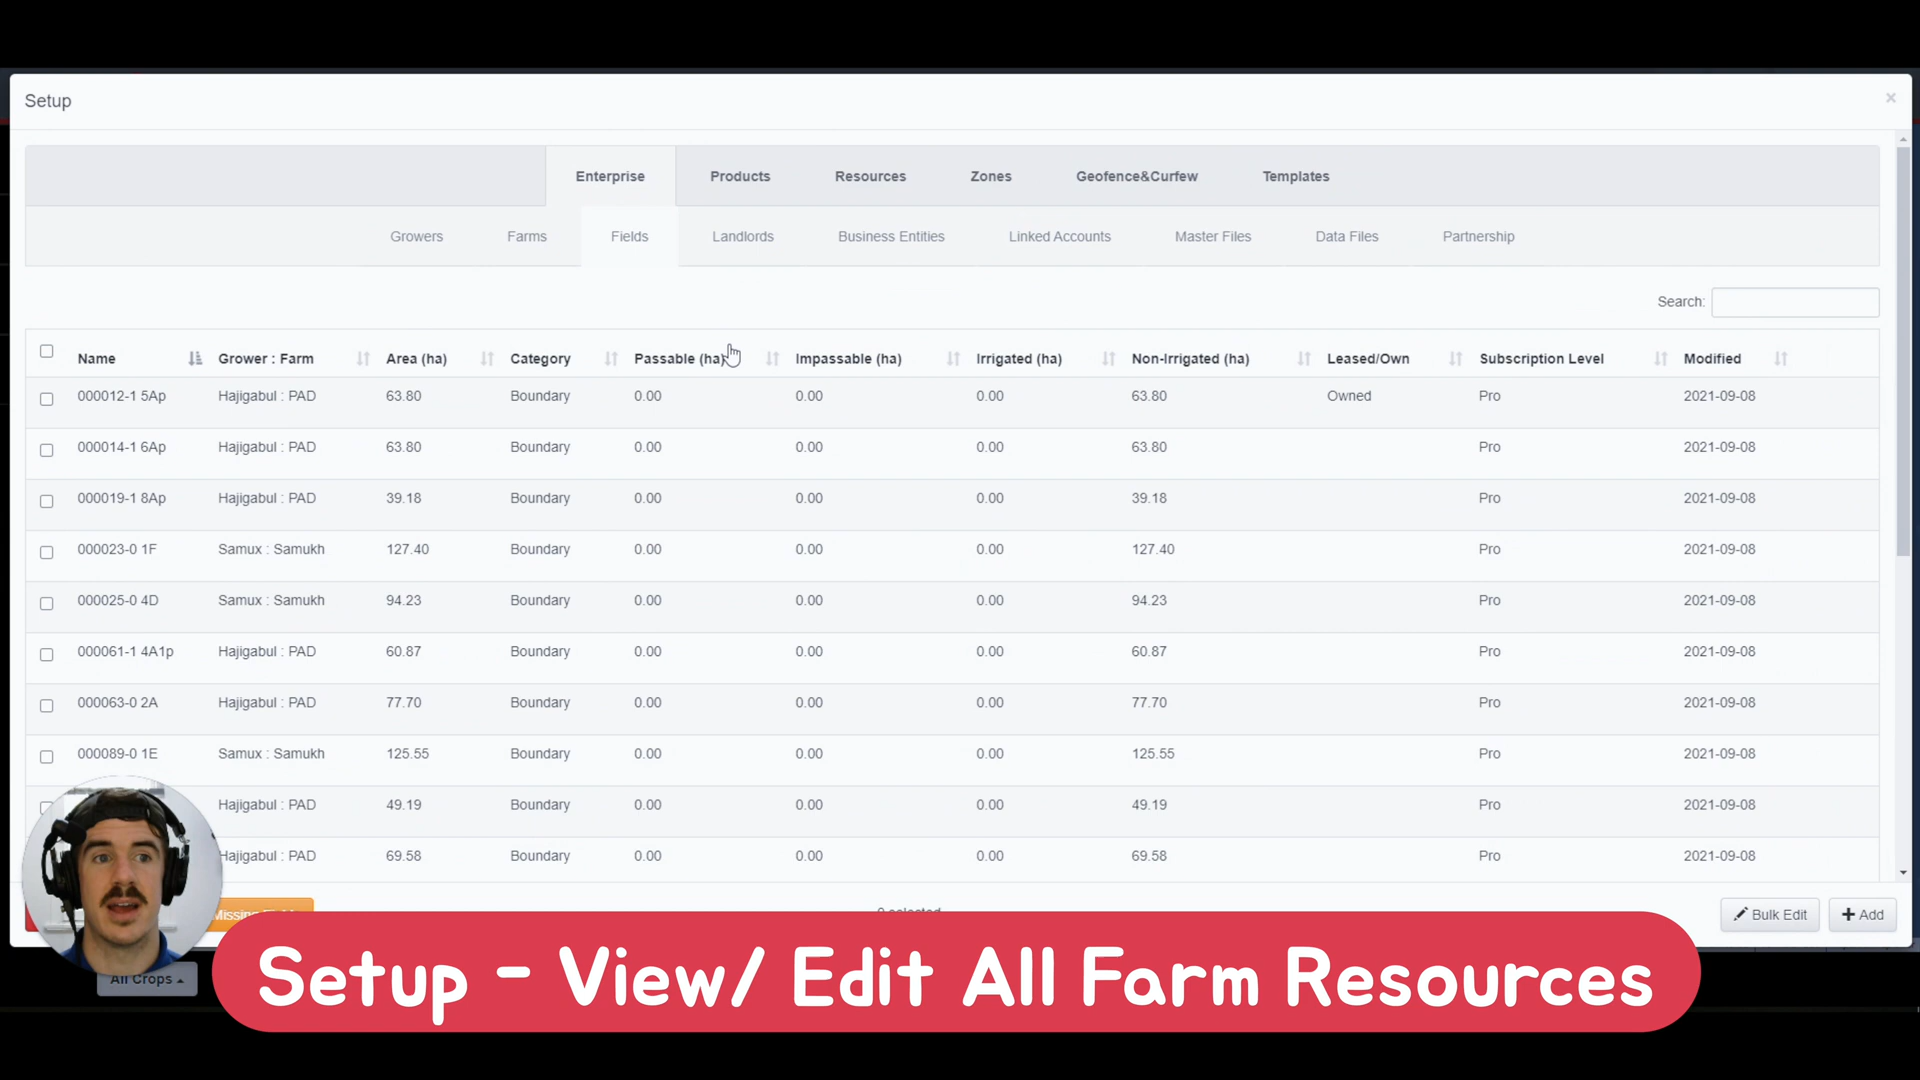 Setup
×
Enterprise Products Resources Zones Geofence&Curfew Templates
Growers Farms Fields Landlords Business Entities Linked Accounts Master Files Data Files Partnership
Search:
Name Grower : Farm Area (ha) Category Passable (ha) Impassable (ha) Irrigated (ha) Non-Irrigated (ha) Leased/Own Subscription Level Modified
000012-1 5Ap Hajigabul : PAD 63.80 Boundary 0.00 0.00 0.00 63.80 Owned Pro 2021-09-08
000014-1 6Ap Hajigabul : PAD 63.80 Boundary 0.00 0.00 0.00 63.80 Pro 2021-09-08
000019-1 8Ap Hajigabul : PAD 39.18 Boundary 0.00 0.00 0.00 39.18 Pro 2021-09-08
000023-0 1F Samux : Samukh 127.40 Boundary 0.00 0.00 0.00 127.40 Pro 2021-09-08
000025-0 4D Samux : Samukh 94.23 Boundary 0.00 0.00 0.00 94.23 Pro 2021-09-08
000061-1 4A1p Hajigabul : PAD 60.87 Boundary 0.00 0.00 0.00 60.87 Pro 2021-09-08
000063-0 2A Hajigabul : PAD 77.70 Boundary 0.00 0.00 0.00 77.70 Pro 2021-09-08
000089-0 1E Samux : Samukh 125.55 Boundary 0.00 0.00 0.00 125.55 Pro 2021-09-08
Hajigabul : PAD 49.19 Boundary 0.00 0.00 0.00 49.19 Pro 2021-09-08
Hajigabul : PAD 69.58 Boundary 0.00 0.00 0.00 69.58 Pro 2021-09-08
0 selected Bulk Edit + Add
All Crops
Setup - View/ Edit All Farm Resources